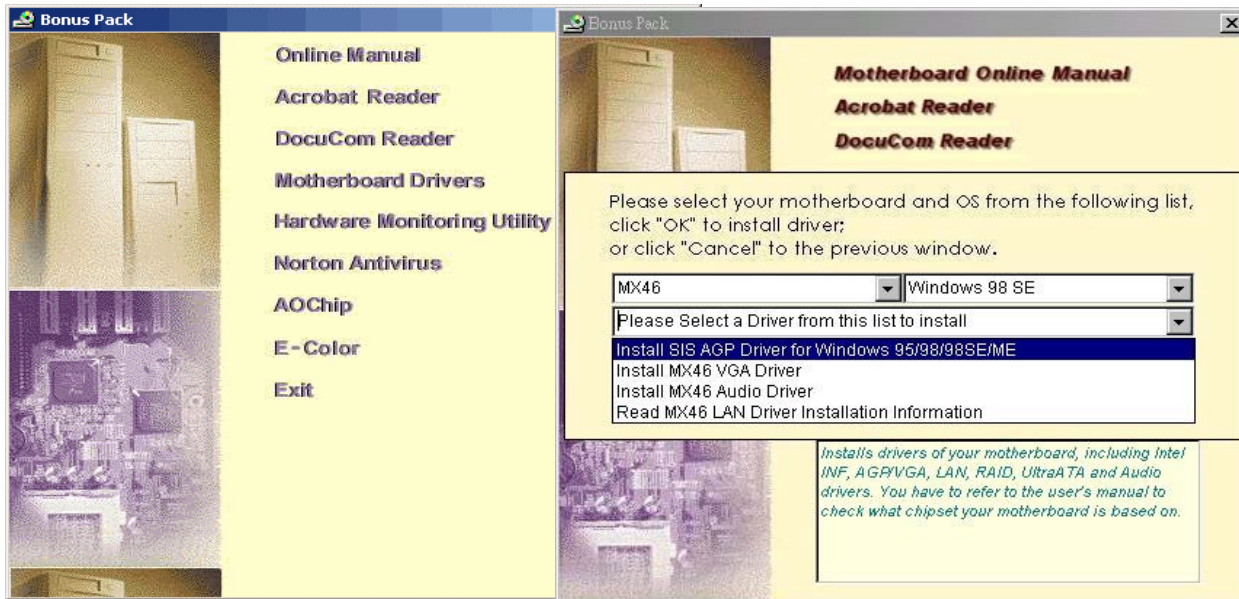 Bonus Pack
Online Manual
Acrobat Reader
DocuCom Reader
Motherboard Drivers
Hardware Monitoring Utility
Norton Antivirus
AOChip
E-Color
Exit
Bonus Pack
Motherboard Online Manual
Acrobat Reader
DocuCom Reader
Please select your motherboard and OS from the following list,
click "OK" to install driver;
or click "Cancel" to the previous window.
MX46 Windows 98 SE
Please Select a Driver from this list to install
Install SIS AGP Driver for Windows 95/98/98SE/ME
Install MX46 VGA Driver
Install MX46 Audio Driver
Read MX46 LAN Driver Installation Information
Installs drivers of your motherboard, including Intel
INF, AGP/VGA, LAN, RAID, UltraATA and Audio
drivers. You have to refer to the user's manual to
check what chipset your motherboard is based on.